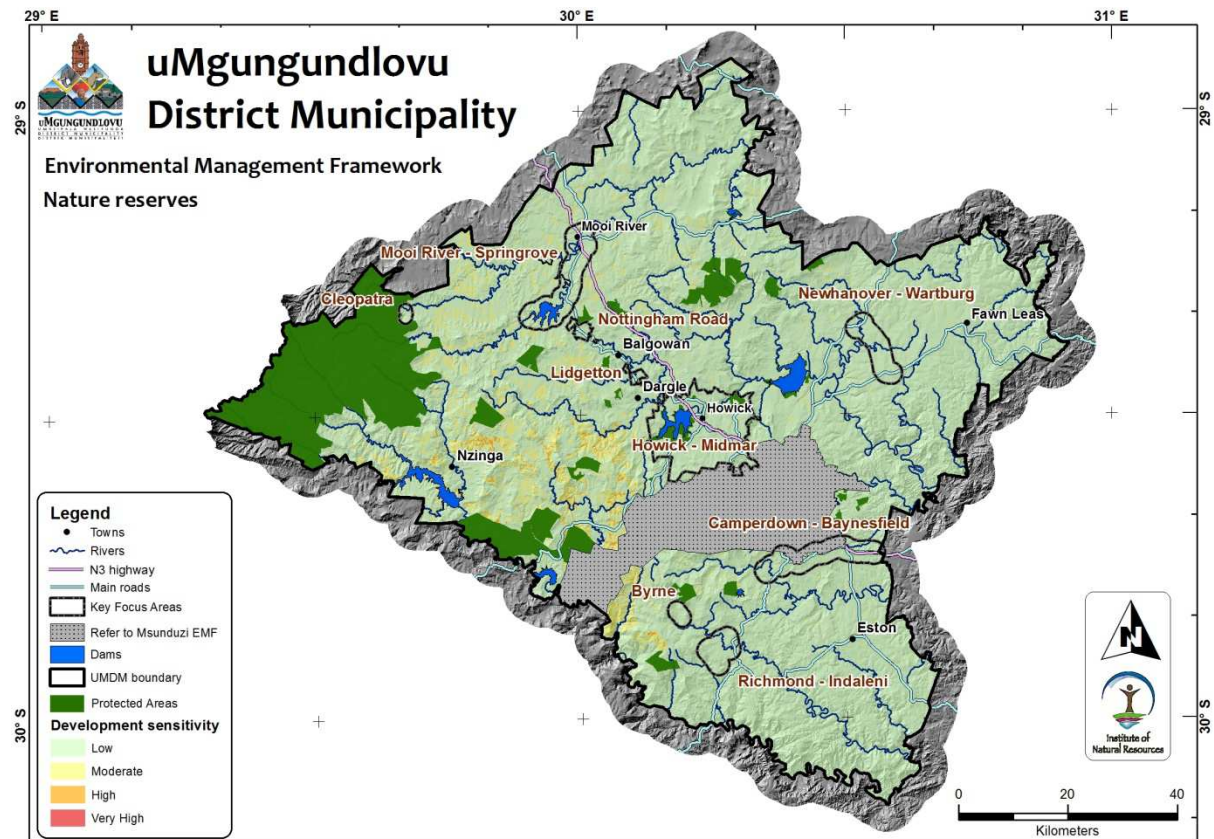 29° E
30° E
31° E
uMgungundlovu
District Municipality
uMGUNGUNDLOVU
Environmental Management Framework
Nature reserves
29° S
29° S
Mooi River
Mooi River - Springrove
Cleopatra
Newhanover - Wartburg
Fawn Leas
Nottingham Road
Balgowan
Lidgetton
Dargle
Howick
Howick - Midmar
Nzinga
Camperdown - Baynesfield
Byrne
Eston
Richmond - Indaleni
30° S
30° S
Legend
Towns
Rivers
N3 highway
Main roads
Key Focus Areas
Refer to Msunduzi EMF
Dams
UMDM boundary
Protected Areas
Development sensitivity
Low
Moderate
High
Very High
N
Institute of
Natural Resources
0 20 40
Kilometers